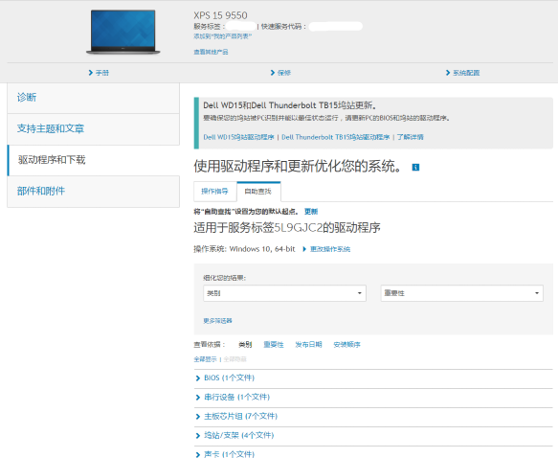 XPS 15 9550
服务标签： | 快速服务代码：
添加到"我的产品列表"
查看其他产品
手册
保修
系统配置
诊断
支持主题和文章
驱动程序和下载
部件和附件
Dell WD15和Dell Thunderbolt TB15坞站更新。
要确保您的坞站被PC识别并能以最佳状态运行，请更新PC的BIOS和坞站的驱动程序。
Dell WD15坞站驱动程序 | Dell Thunderbolt TB15坞站驱动程序 | 了解详情
使用驱动程序和更新优化您的系统。
操作指导
自助查找
将"自助查找"设置为您的默认起点。 更新
适用于服务标签5L9GJC2的驱动程序
操作系统: Windows 10, 64-bit 更改操作系统
细化您的结果:
类别
重要性
更多筛选器
查看依据： 类别 重要性 发布日期 安装顺序
全部显示 | 全部隐藏
BIOS (1个文件)
串行设备 (1个文件)
主板芯片组 (7个文件)
坞站/支架 (4个文件)
声卡 (1个文件)